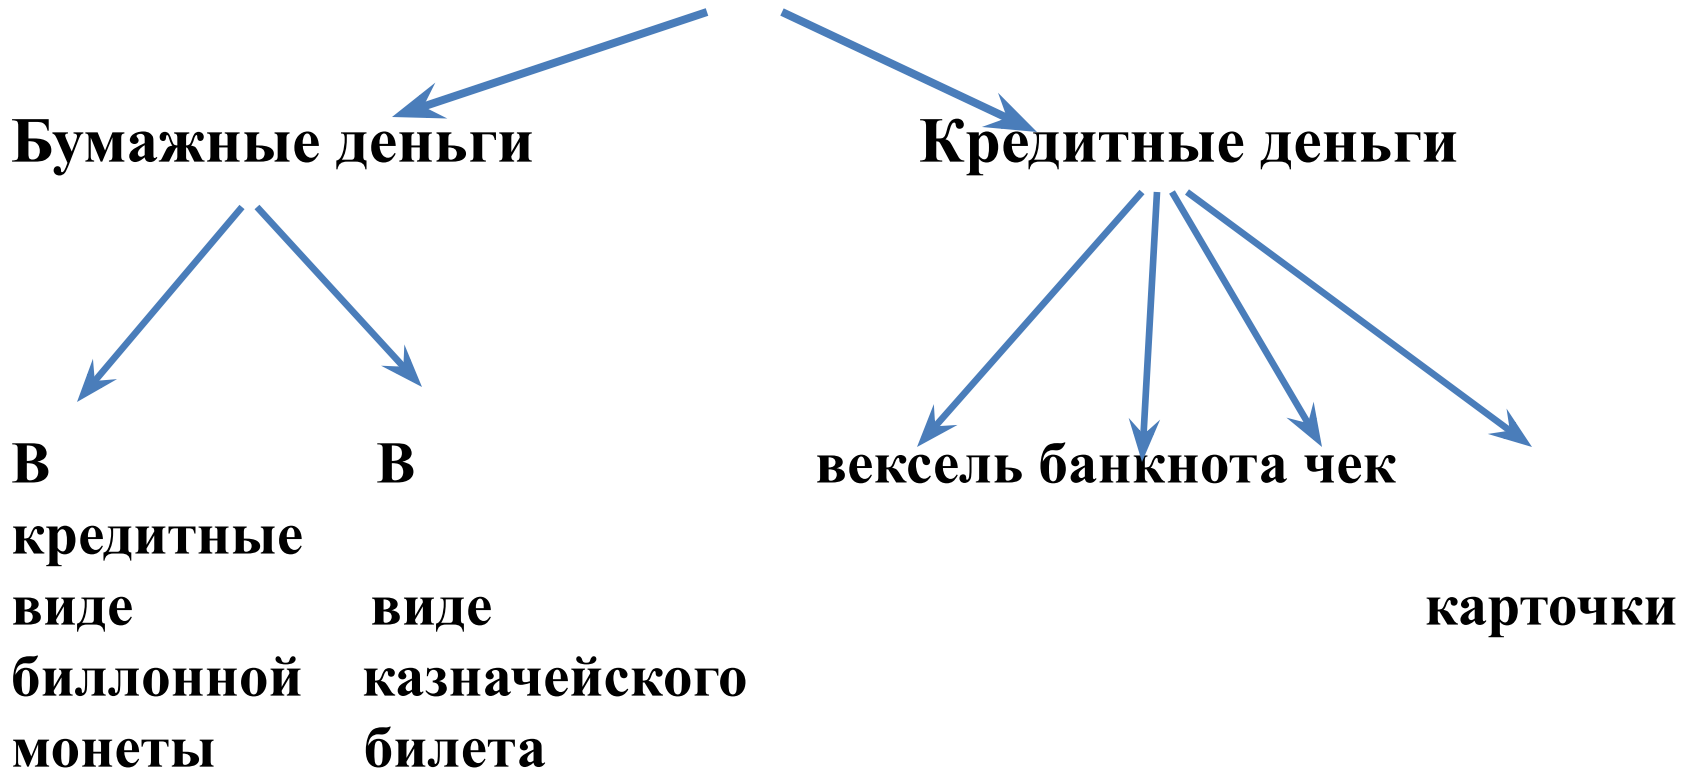 Бумажные деньги Кредитные деньги
В В вексель банкнота чек
кредитные
виде виде карточки
биллонной казначейского
монеты билета